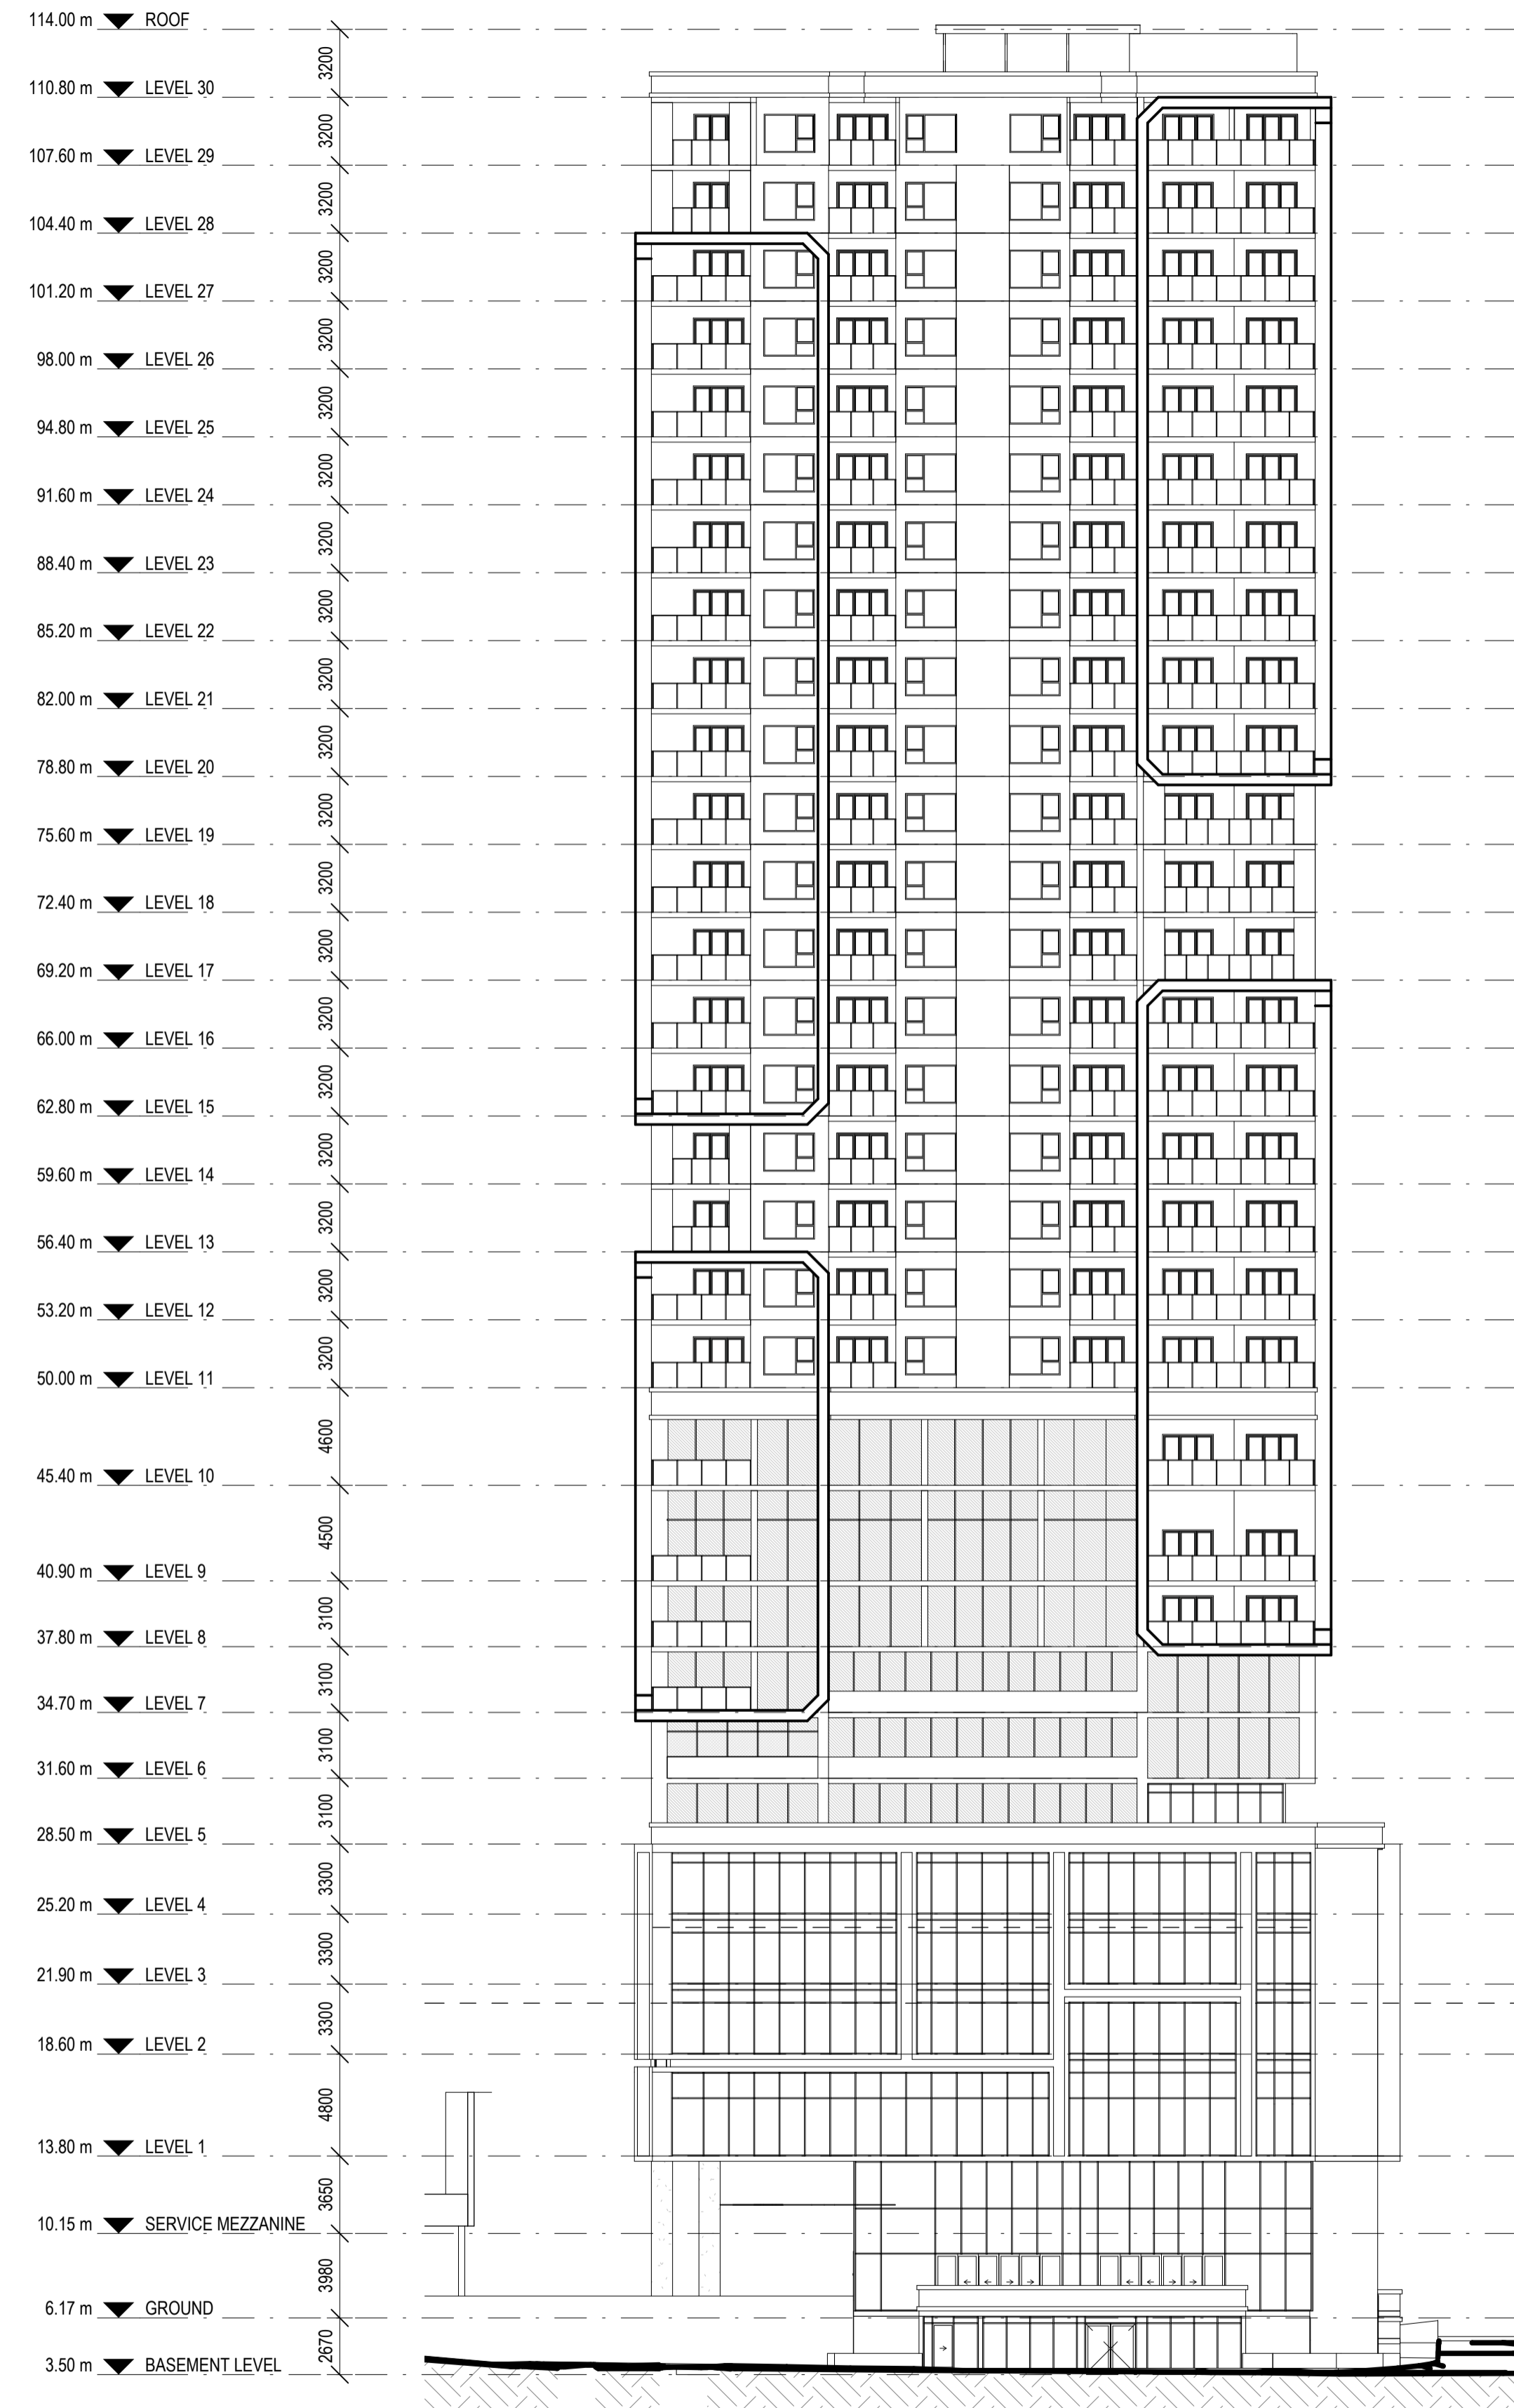 114.00 m ROOF
3200
110.80 m LEVEL 30
3200
107.60 m LEVEL 29
3200
104.40 m LEVEL 28
3200
101.20 m LEVEL 27
3200
98.00 m LEVEL 26
3200
94.80 m LEVEL 25
3200
91.60 m LEVEL 24
3200
88.40 m LEVEL 23
3200
85.20 m LEVEL 22
3200
82.00 m LEVEL 21
3200
78.80 m LEVEL 20
3200
75.60 m LEVEL 19
3200
72.40 m LEVEL 18
3200
69.20 m LEVEL 17
3200
66.00 m LEVEL 16
3200
62.80 m LEVEL 15
3200
59.60 m LEVEL 14
3200
56.40 m LEVEL 13
3200
53.20 m LEVEL 12
3200
50.00 m LEVEL 11
4600
45.40 m LEVEL 10
4500
40.90 m LEVEL 9
3100
37.80 m LEVEL 8
3100
34.70 m LEVEL 7
3100
31.60 m LEVEL 6
3100
28.50 m LEVEL 5
3300
25.20 m LEVEL 4
3300
21.90 m LEVEL 3
3300
18.60 m LEVEL 2
4800
13.80 m LEVEL 1
3650
10.15 m SERVICE MEZZANINE
3980
6.17 m GROUND
2670
3.50 m BASEMENT LEVEL